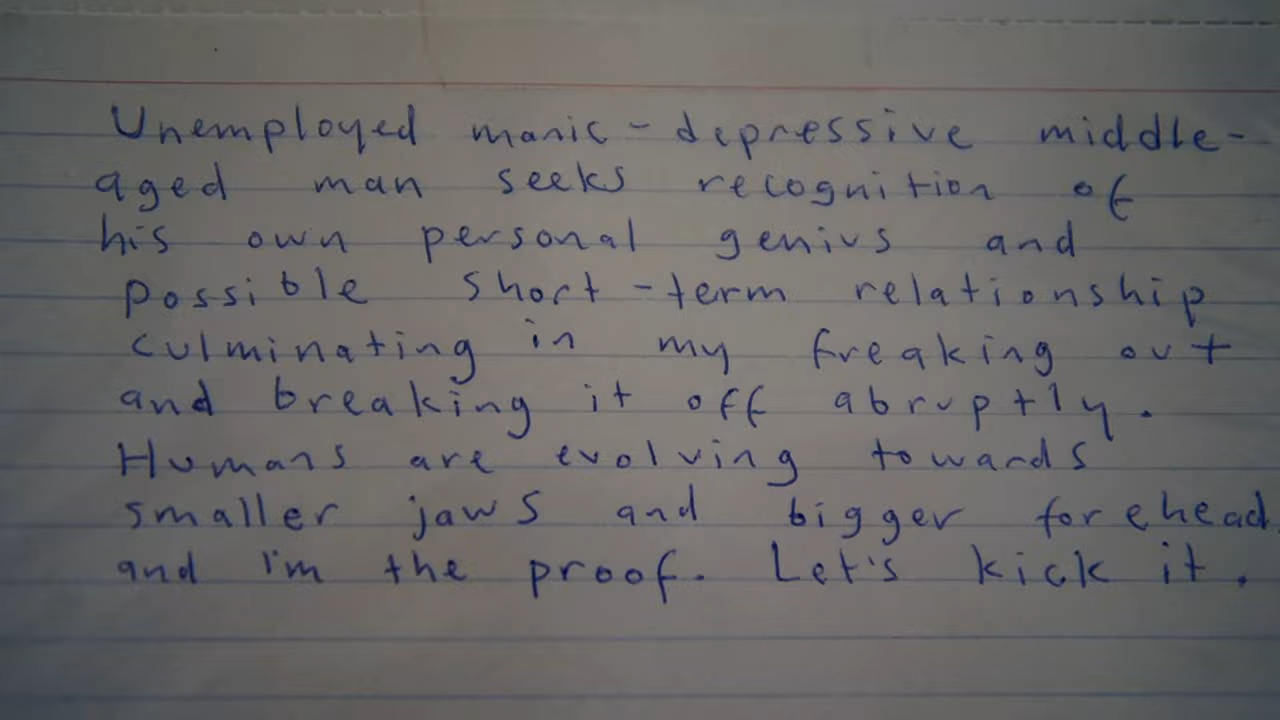 Unemployed manic-depressive middle-
aged man seeks recognition of
his own personal genius and
possible short-term relationship
culminating in my freaking out
and breaking it off abruptly.
Humans are evolving towards
smaller jaws and bigger forehead
and I'm the proof. Let's kick it.